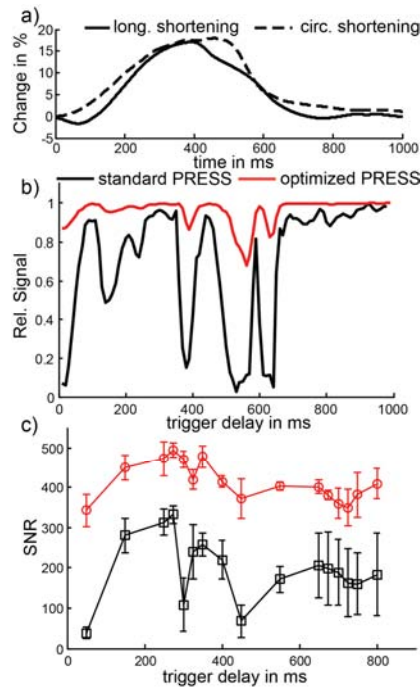 a)
long. shortening
circ. shortening
Change in %
20
15
10
5
0
-5
0
200
400
600
800
1000
time in ms
b)
standard PRESS
optimized PRESS
Rel. Signal
1
0.8
0.6
0.4
0.2
0
0
200
400
600
800
1000
trigger delay in ms
c)
SNR
500
400
300
200
100
0
0
200
400
600
800
1000
trigger delay in ms